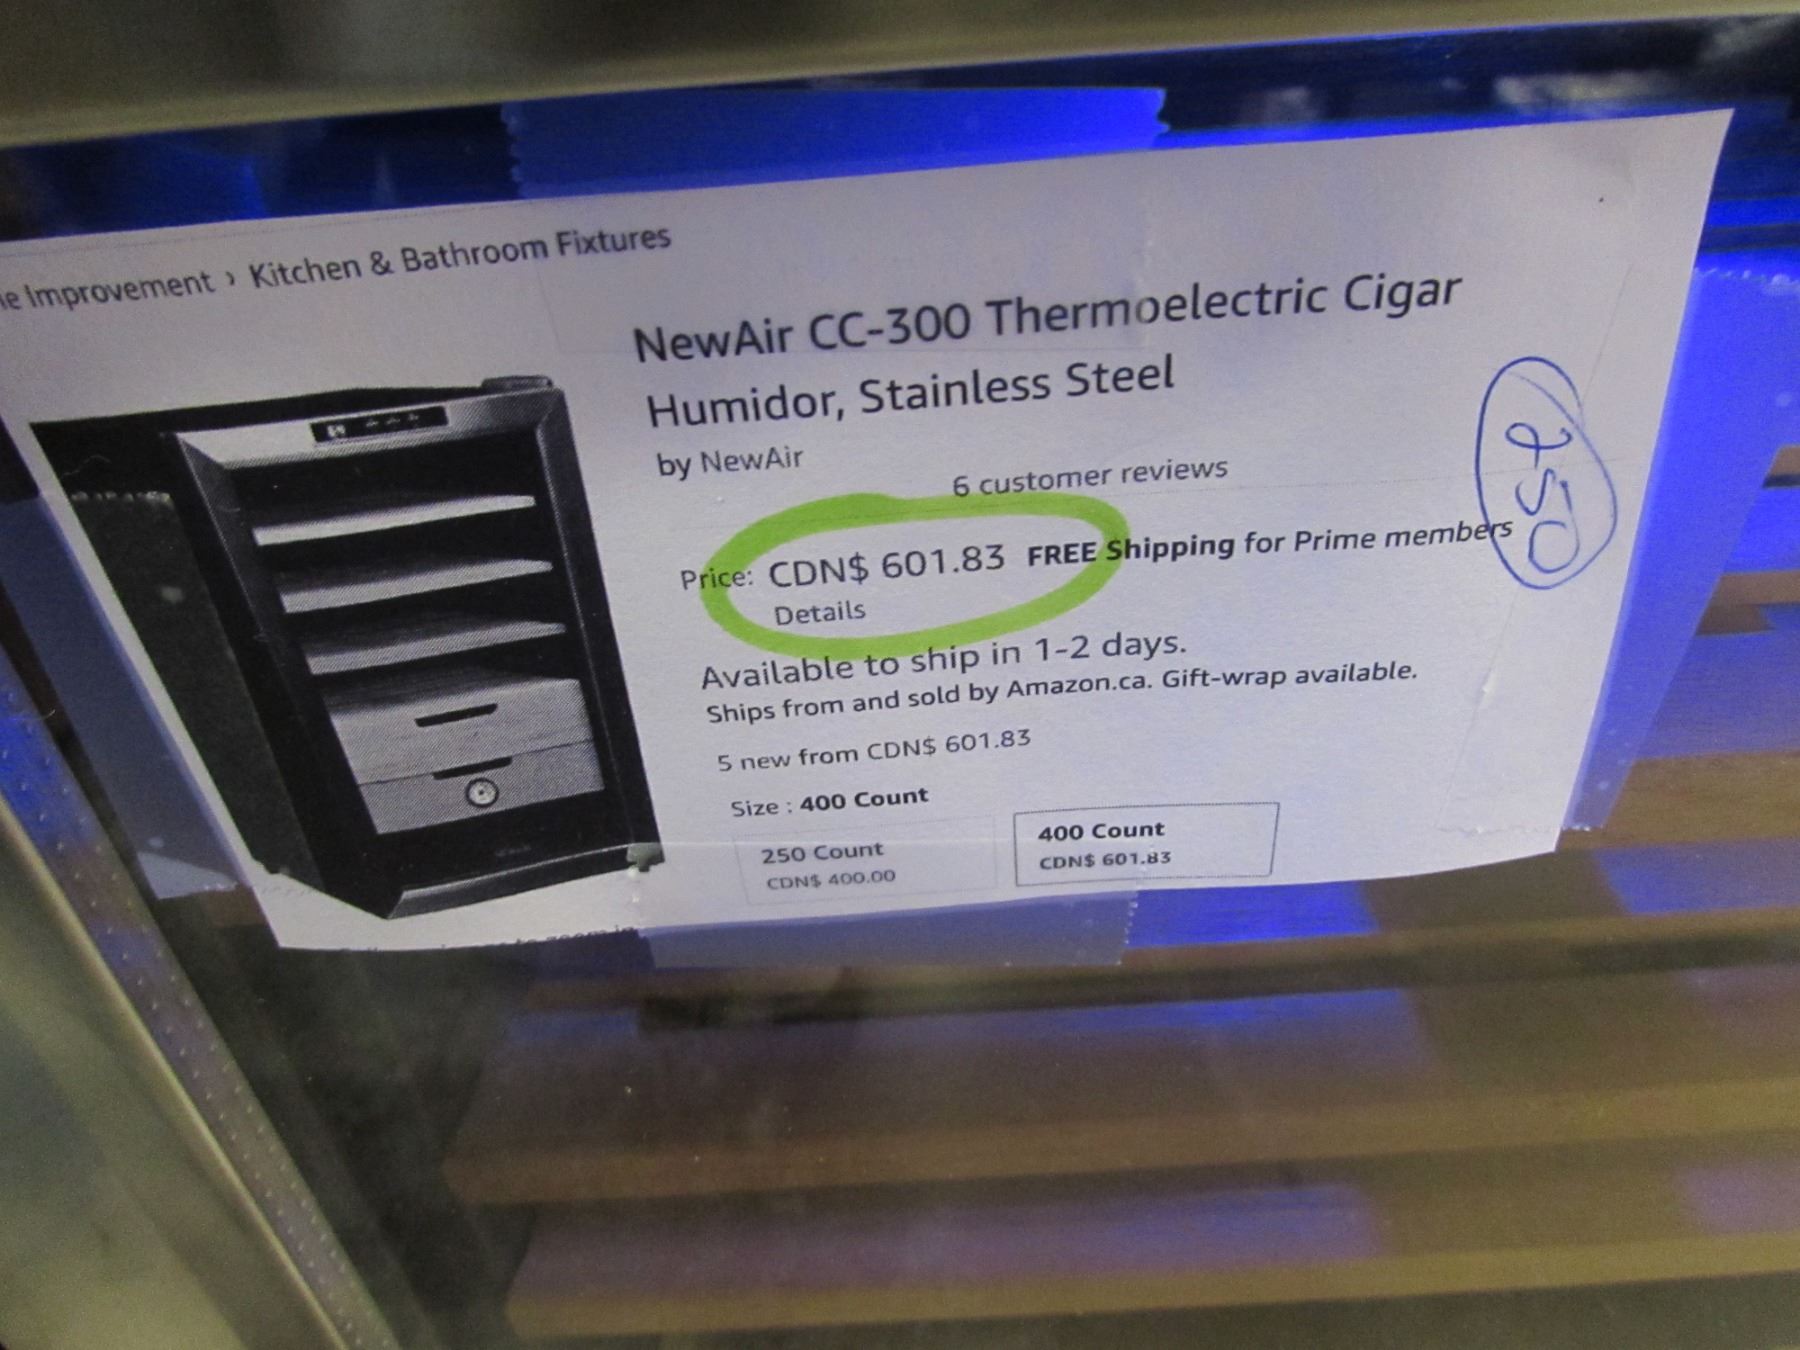 Improvement › Kitchen & Bathroom Fixtures
NewAir CC-300 Thermoelectric Cigar
Humidor, Stainless Steel
by NewAir
6 customer reviews
Price: CDN$ 601.83 FREE Shipping for Prime members
Details
Available to ship in 1-2 days.
Ships from and sold by Amazon.ca. Gift-wrap available.
5 new from CDN$ 601.83
Size : 400 Count
250 Count
CDN$ 400.00
400 Count
CDN$ 601.83
250